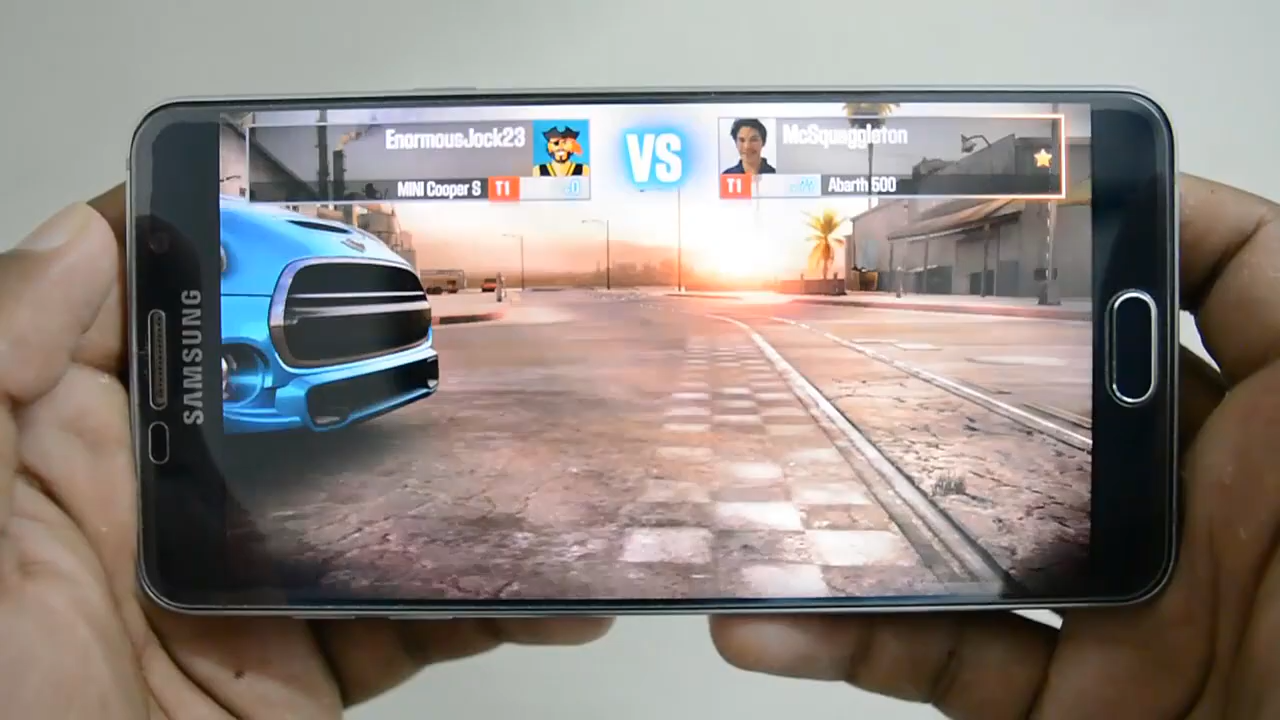 SAMSUNG
EnormousJock23
MINI Cooper S T1
VS
McSquaggleton
T1
Abarth 500